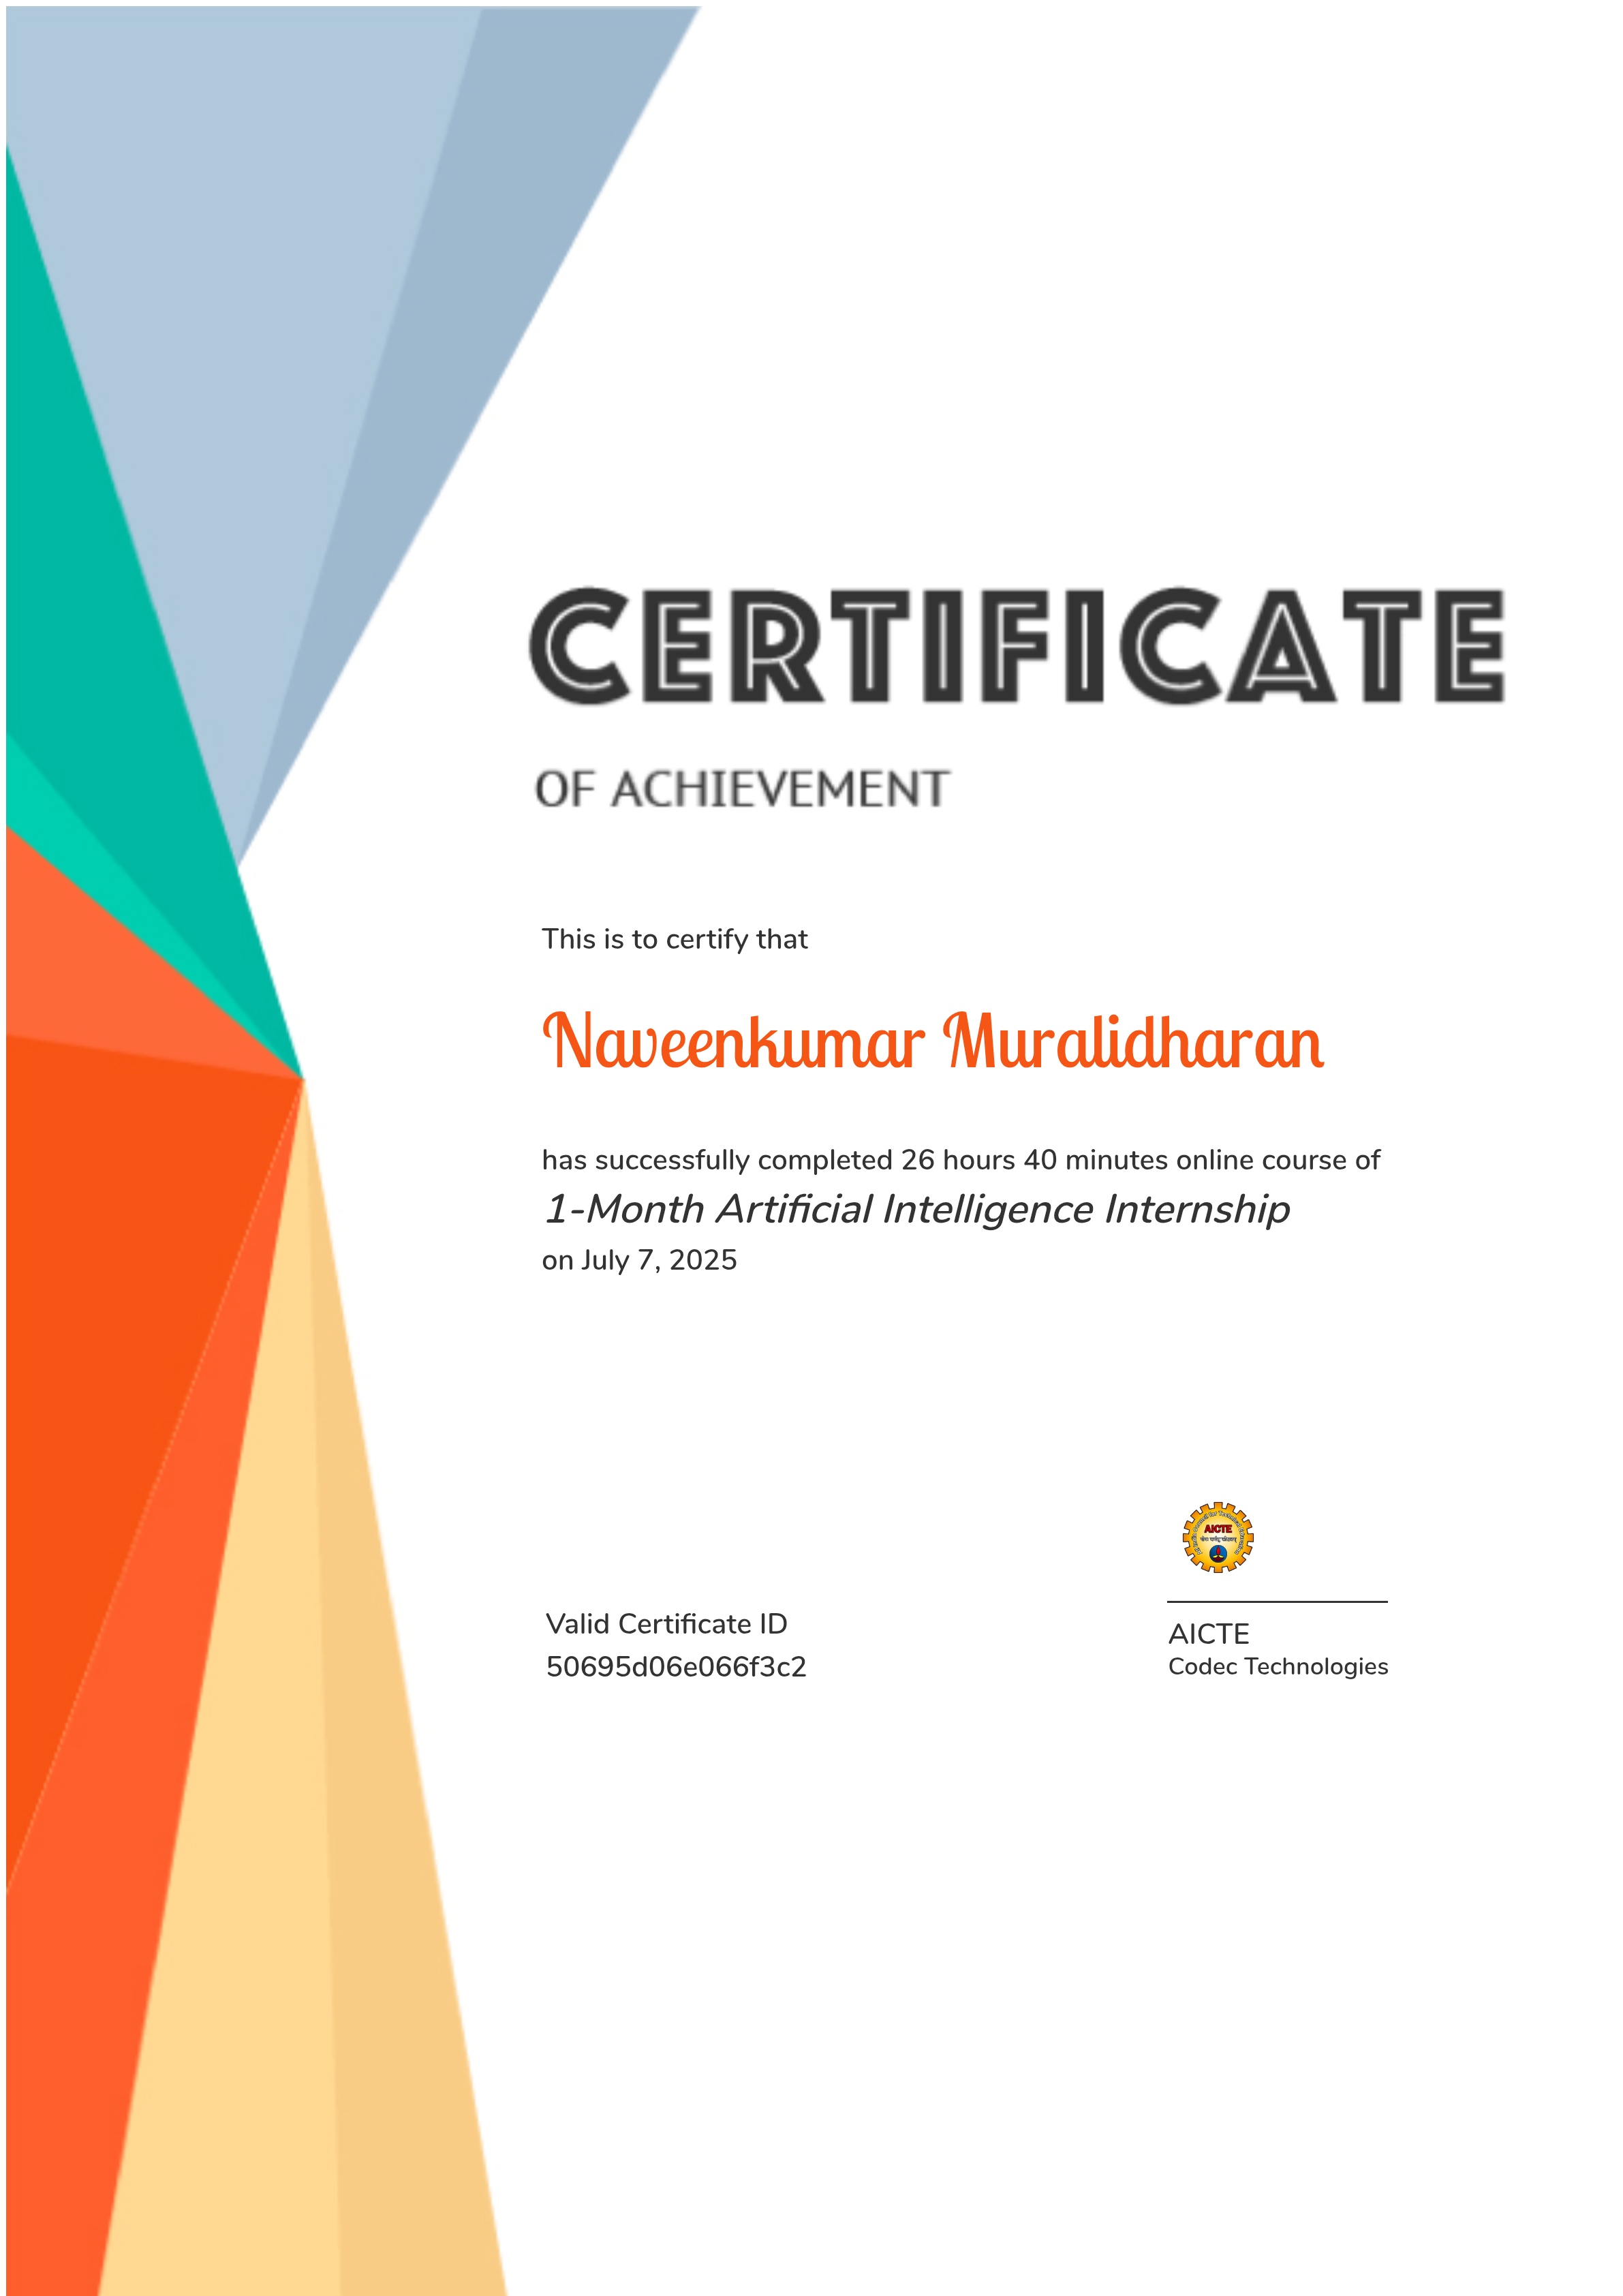 CERTIFICATE
OF ACHIEVEMENT
This is to certify that
Naveenkumar Muralidharan
has successfully completed 26 hours 40 minutes online course of
1-Month Artificial Intelligence Internship
on July 7, 2025
AICTE
Valid Certificate ID
50695d06e066f3c2
AICTE
Codec Technologies